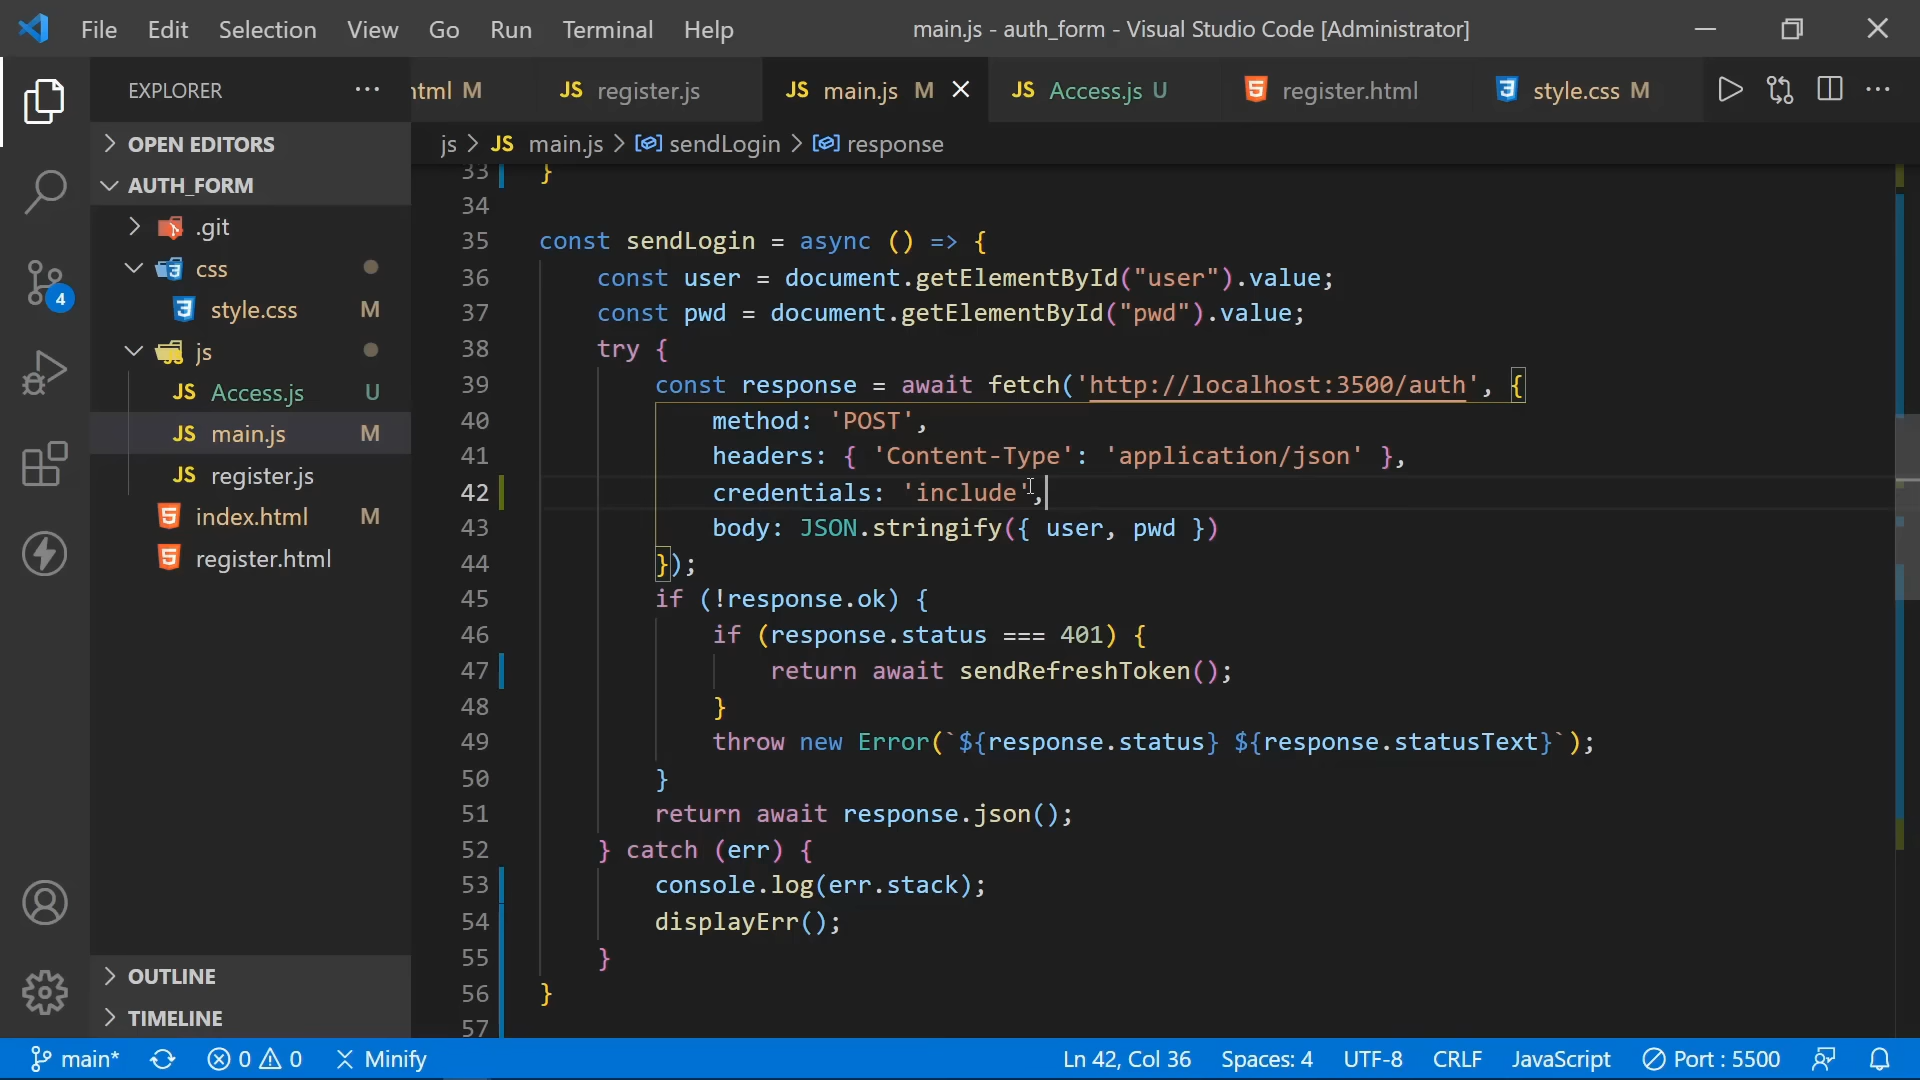 File Edit Selection View Go Run Terminal Help
main.js - auth_form - Visual Studio Code [Administrator]
EXPLORER
OPEN EDITORS
AUTH_FORM
.git
css
style.css M
js
Access.js U
main.js M
register.js
index.html M
register.html
OUTLINE
TIMELINE
4
html M
JS register.js
JS main.js M
JS Access.js U
register.html
style.css M
js > JS main.js > sendLogin > response
33 }
34
35 const sendLogin = async () => {
36 const user = document.getElementById("user").value;
37 const pwd = document.getElementById("pwd").value;
38 try {
39 const response = await fetch('http://localhost:3500/auth', {
40 method: 'POST',
41 headers: { 'Content-Type': 'application/json' },
42 credentials: 'include',
43 body: JSON.stringify({ user, pwd })
44 });
45 if (!response.ok) {
46 if (response.status === 401) {
47 return await sendRefreshToken();
48 }
49 throw new Error(`${response.status} ${response.statusText}`);
50 }
51 return await response.json();
52 } catch (err) {
53 console.log(err.stack);
54 displayErr();
55 }
56 }
57
main* 0 0 Minify Ln 42, Col 36 Spaces: 4 UTF-8 CRLF JavaScript Port : 5500